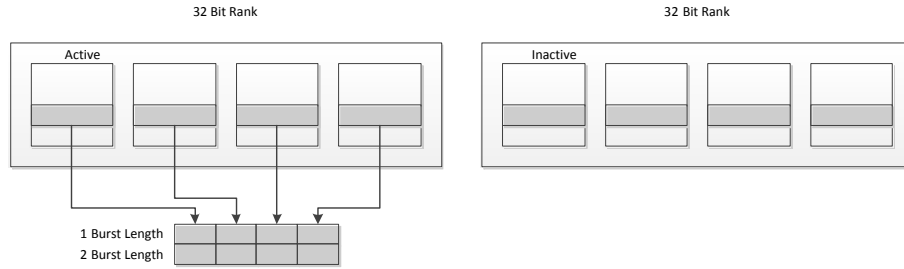 32 Bit Rank
32 Bit Rank
Active
Inactive
1 Burst Length
2 Burst Length